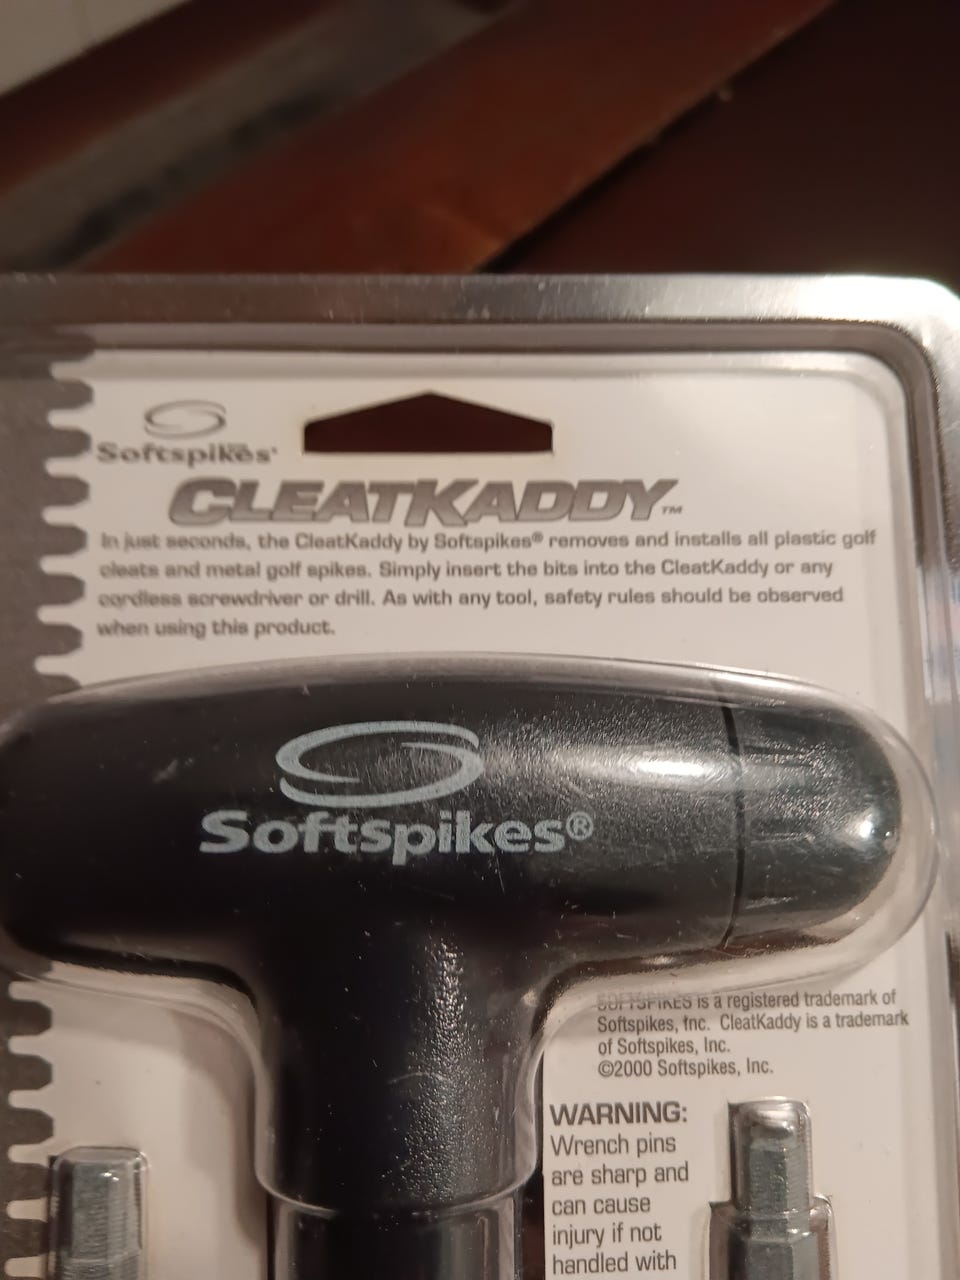 Softspikes
CLEATKADDY™
In just seconds, the CleatKaddy by Softspikes® removes and installs all plastic golf
cleats and metal golf spikes. Simply insert the bits into the CleatKaddy or any
cordless screwdriver or drill. As with any tool, safety rules should be observed
when using this product.
Softspikes®
SOFTSPIKES is a registered trademark of
Softspikes, Inc. CleatKaddy is a trademark
of Softspikes, Inc.
©2000 Softspikes, Inc.
WARNING:
Wrench pins
are sharp and
can cause
injury if not
handled with